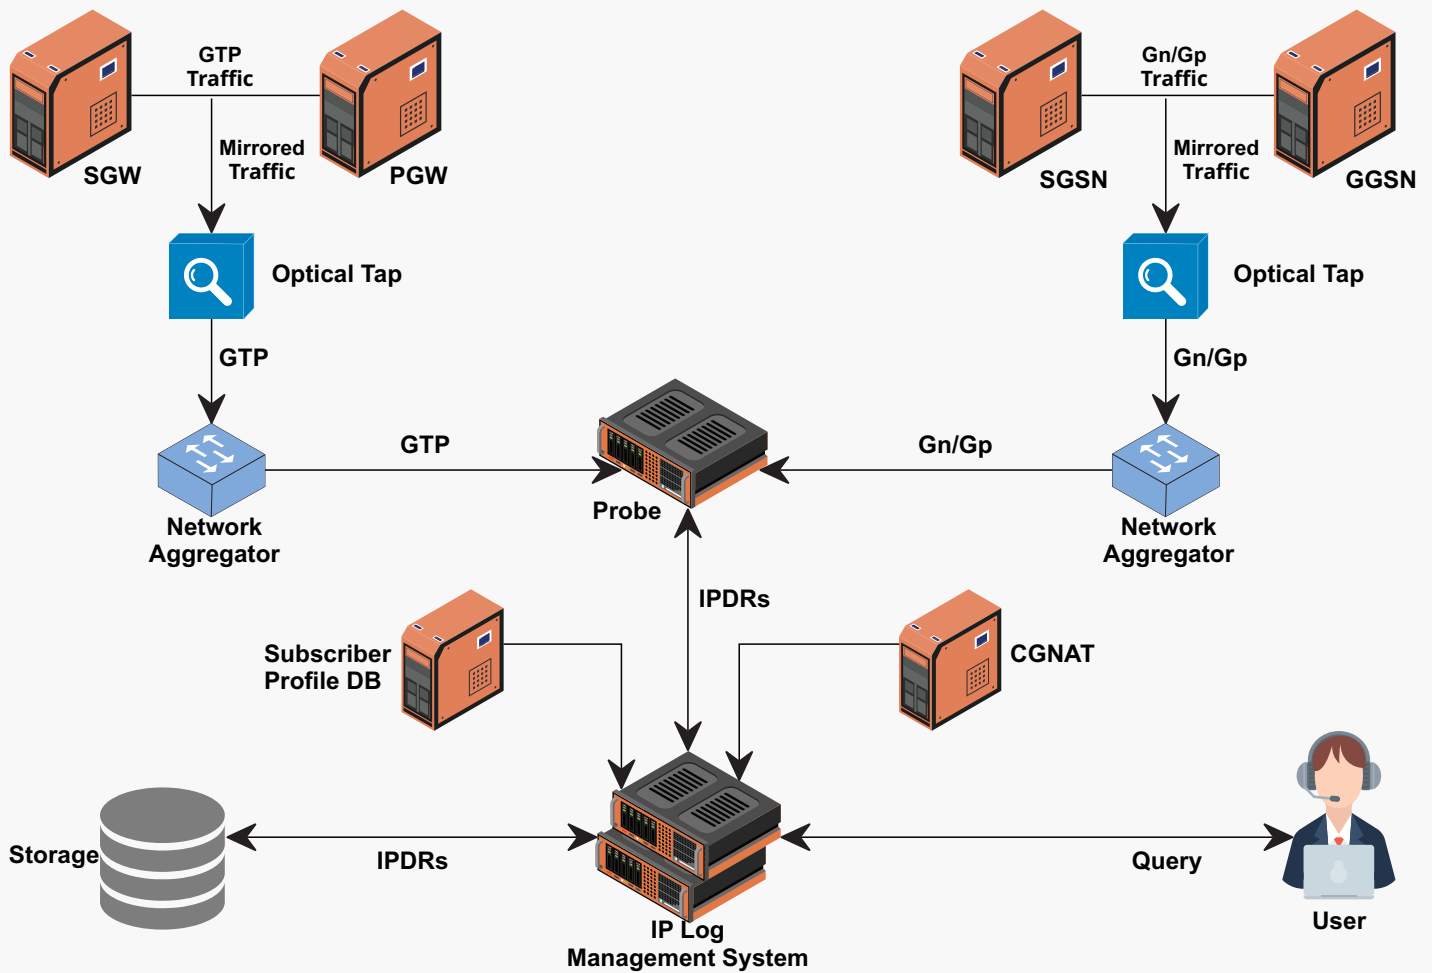 GTP
Traffic
Gn/Gp
Traffic
Mirrored
Traffic
Mirrored
Traffic
SGW
PGW
SGSN
GGSN
Optical Tap
Optical Tap
GTP
Gn/Gp
GTP
Gn/Gp
Probe
Network
Aggregator
Network
Aggregator
IPDRs
Subscriber
Profile DB
CGNAT
Storage
IPDRs
Query
User
IP Log
Management System